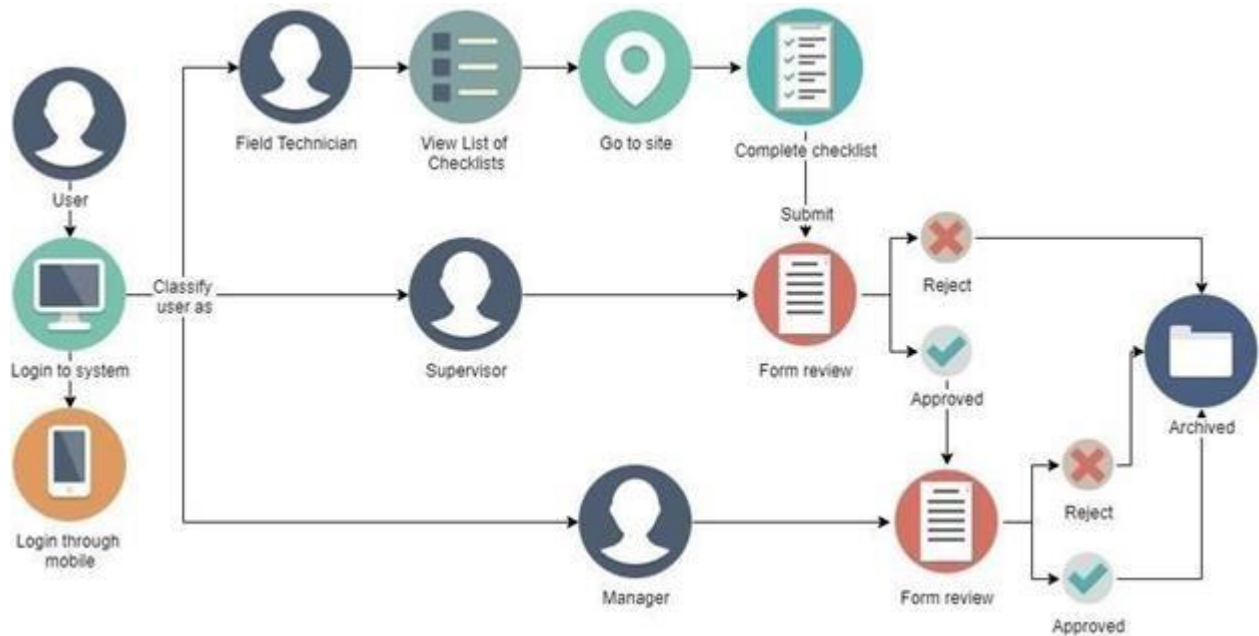 Field Technician
View List of
Checklists
Go to site
Complete checklist
User
Submit
Classify
user as
Reject
Login to system
Supervisor
Form review
Approved
Archived
Login through
mobile
Reject
Manager
Form review
Approved